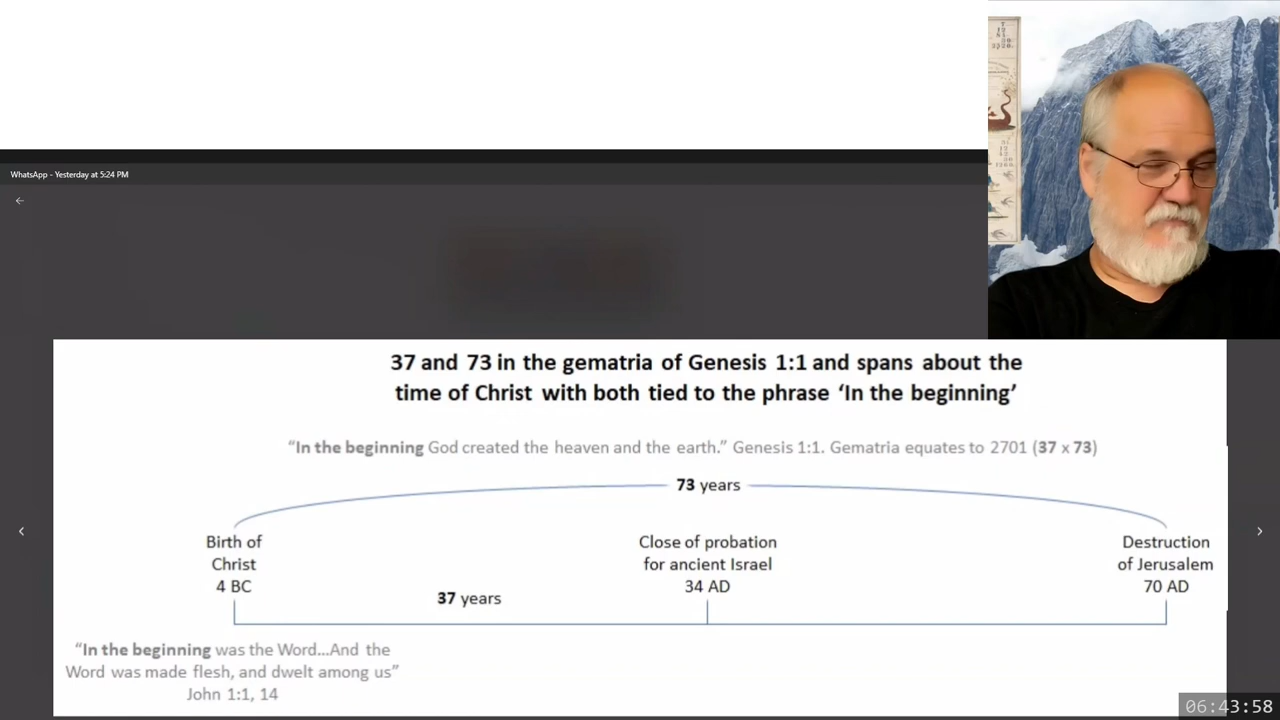 WhatsApp - Yesterday at 5:24 PM
37 and 73 in the gematria of Genesis 1:1 and spans about the
time of Christ with both tied to the phrase ‘In the beginning’
“In the beginning God created the heaven and the earth.” Genesis 1:1. Gematria equates to 2701 (37 x 73)
73 years
Birth of
Christ
4 BC
Close of probation
for ancient Israel
34 AD
Destruction
of Jerusalem
70 AD
37 years
“In the beginning was the Word...And the
Word was made flesh, and dwelt among us”
John 1:1, 14
06:43:58